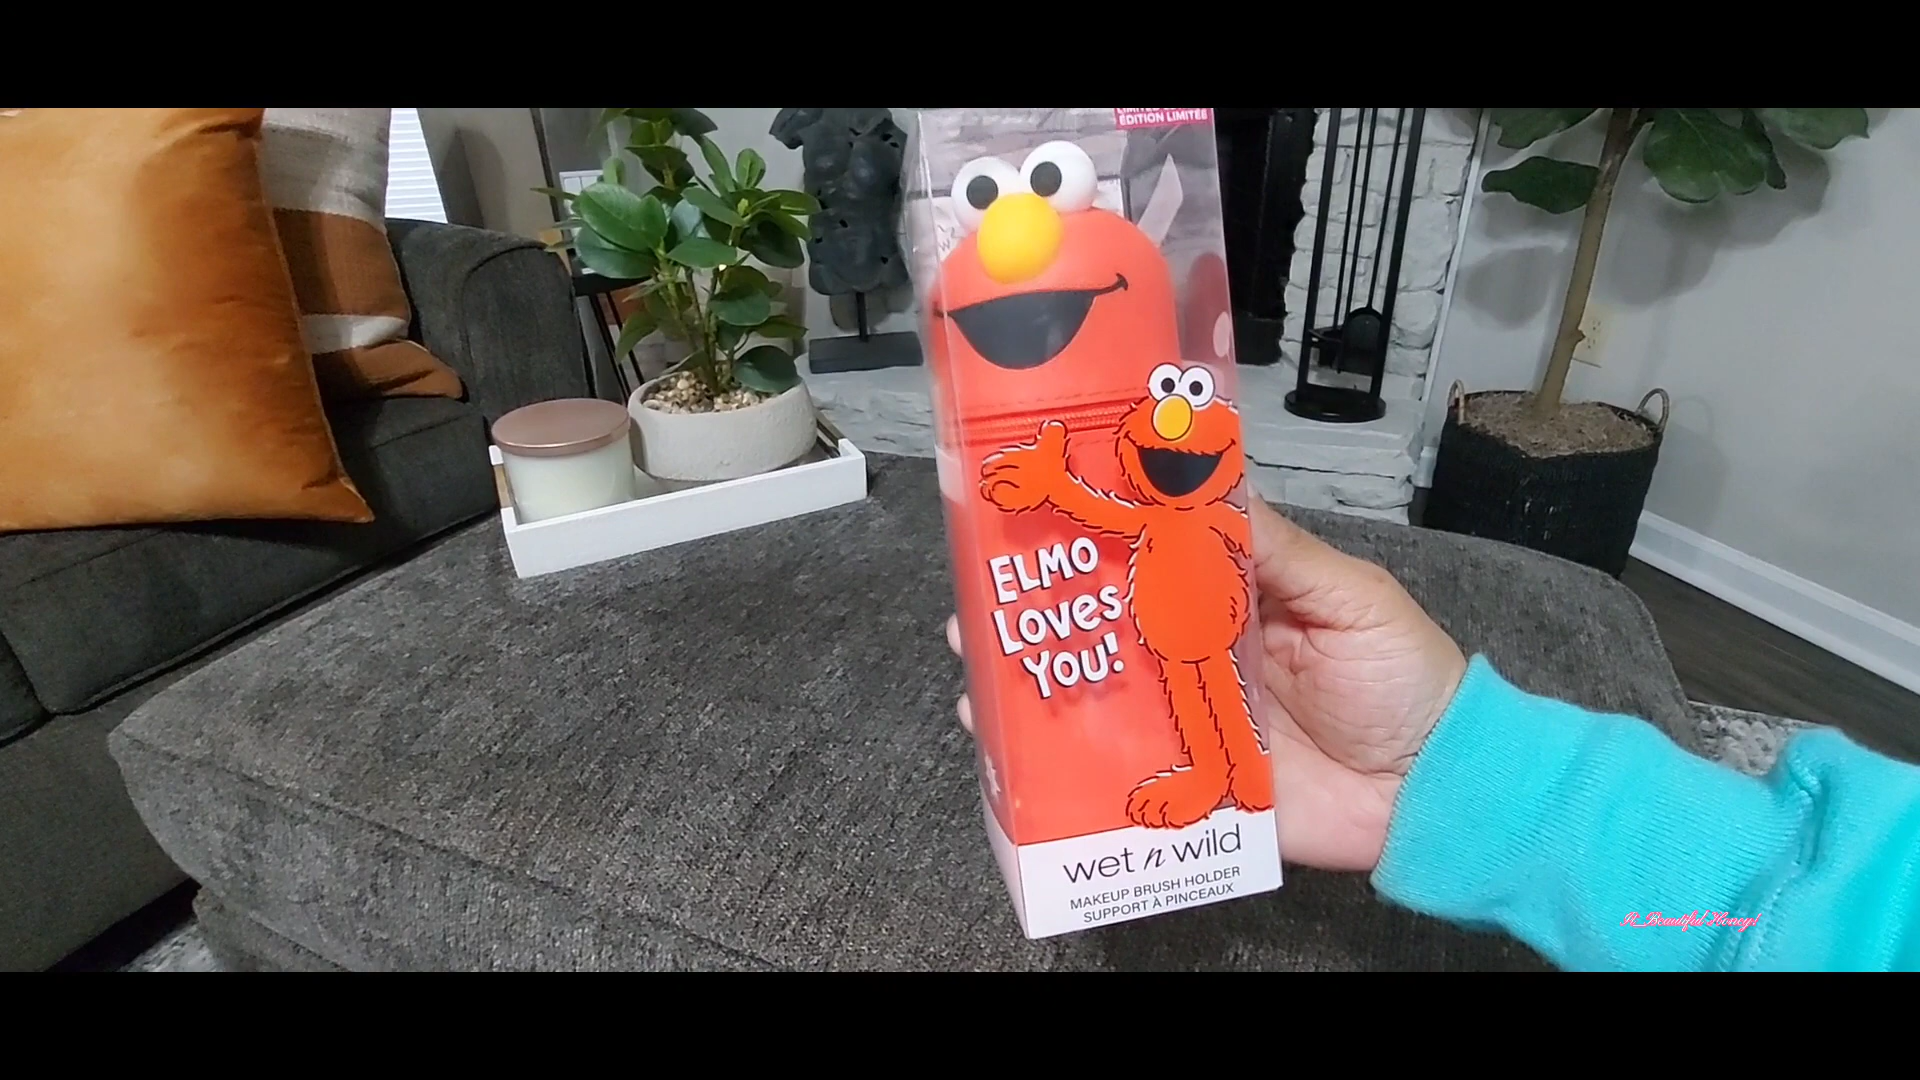 ÉDITION LIMITÉE
ELMO
LOVES
YOU!
wet n wild
MAKEUP BRUSH HOLDER
SUPPORT À PINCEAUX